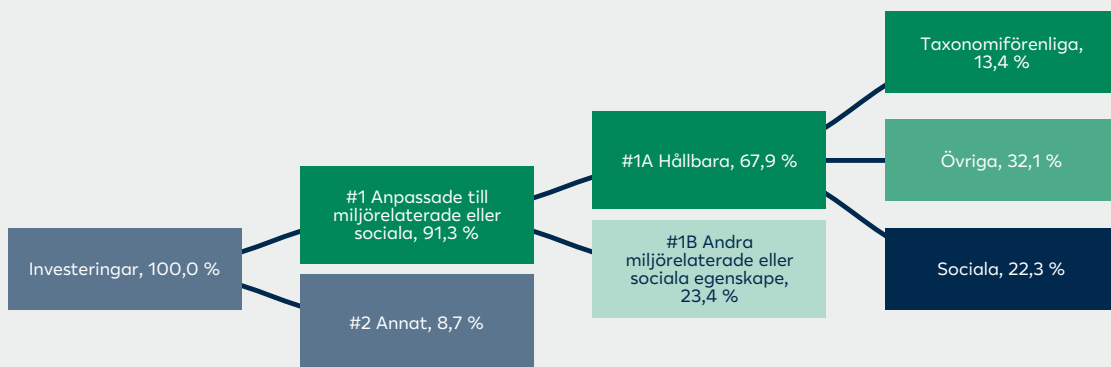 Investeringar, 100,0 %
#1 Anpassade till
miljörelaterade eller
sociala, 91,3 %
#2 Annat, 8,7 %
#1A Hållbara, 67,9 %
#1B Andra
miljörelaterade eller
sociala egenskape,
23,4 %
Taxonomiförenliga,
13,4 %
Övriga, 32,1 %
Sociala, 22,3 %